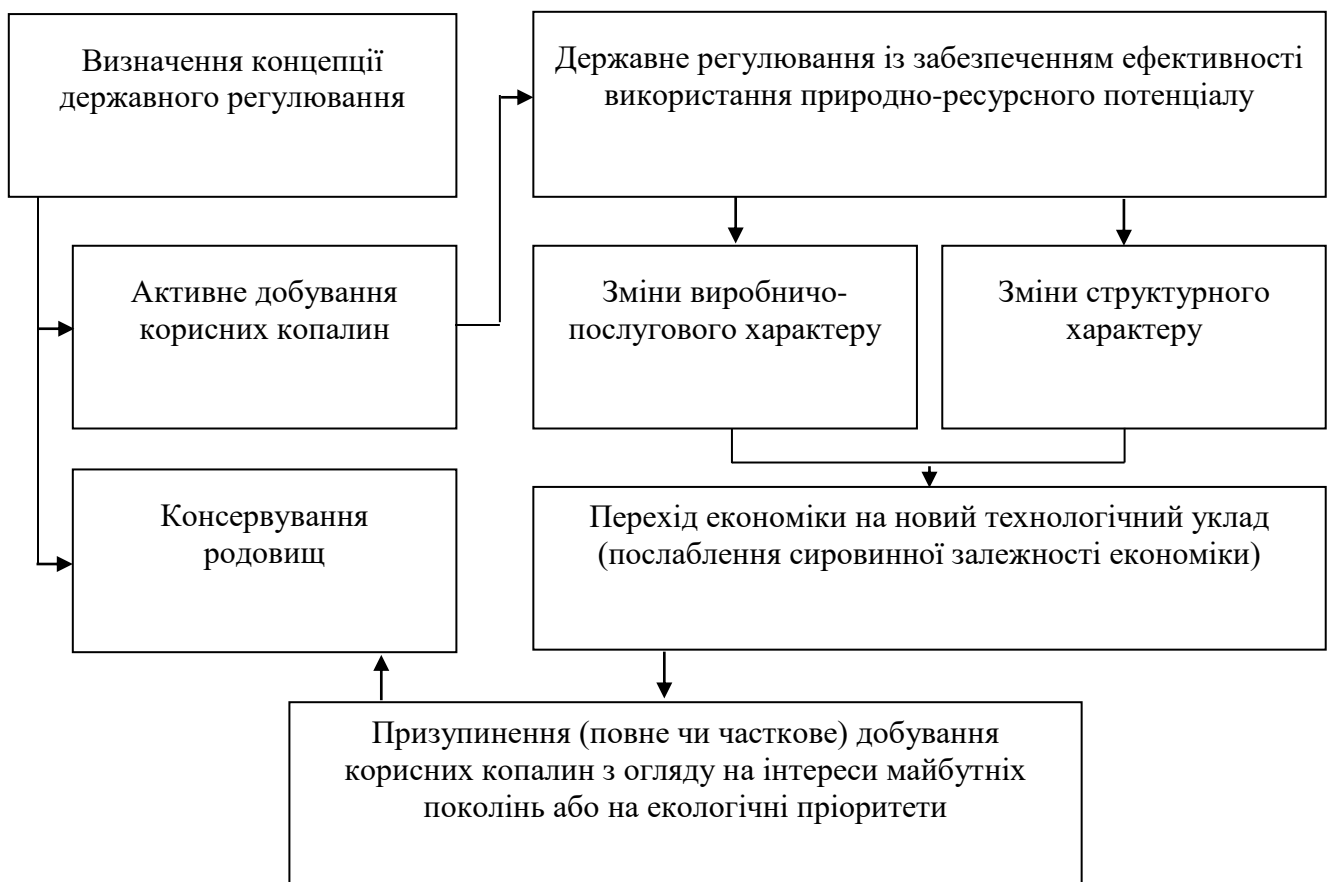 Визначення концепції
державного регулювання
Державне регулювання із забезпеченням ефективності
використання природно-ресурсного потенціалу
Активне добування
корисних копалин
Зміни виробничо-
послугового характеру
Зміни структурного
характеру
Консервування
родовищ
Перехід економіки на новий технологічний уклад
(послаблення сировинної залежності економіки)
Призупинення (повне чи часткове) добування
корисних копалин з огляду на інтереси майбутніх
поколінь або на екологічні пріоритети